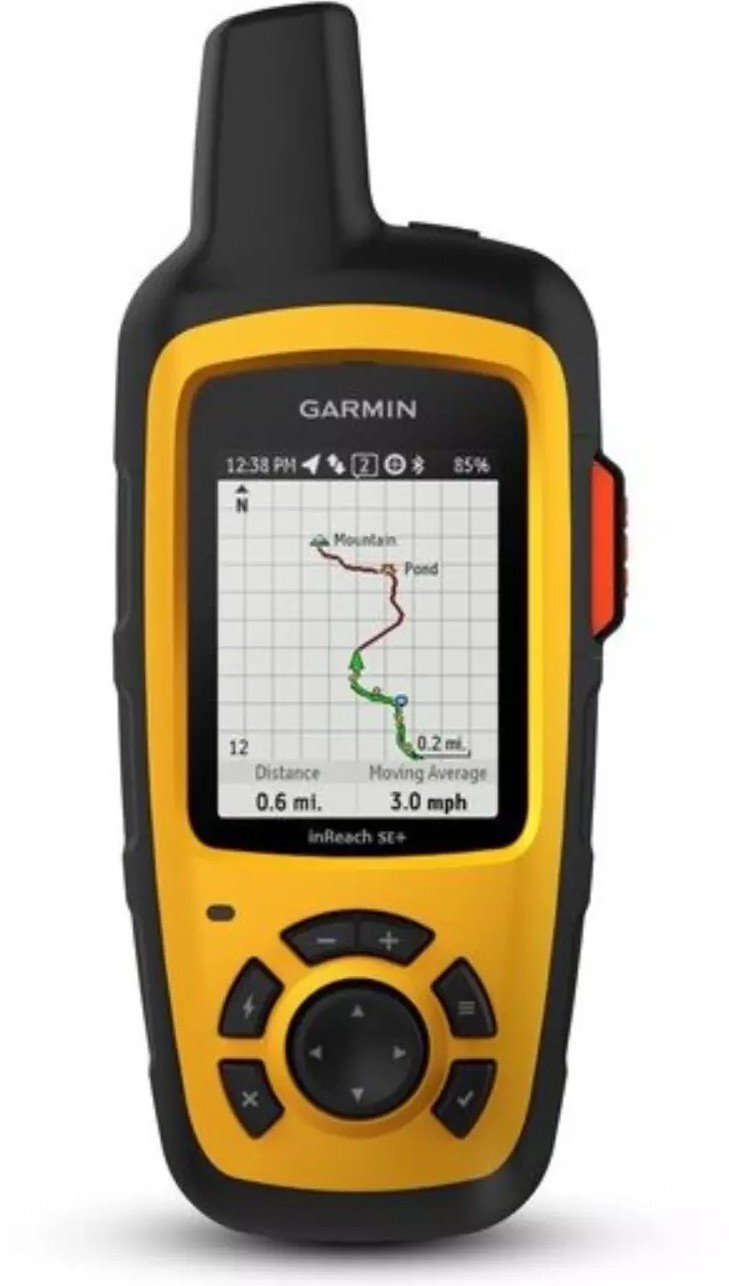 GARMIN
12:38 PM 2 85%
N
Mountain
Pond
12
0.2 mi.
Distance Moving Average
0.6 mi. 3.0 mph
inReach SE+